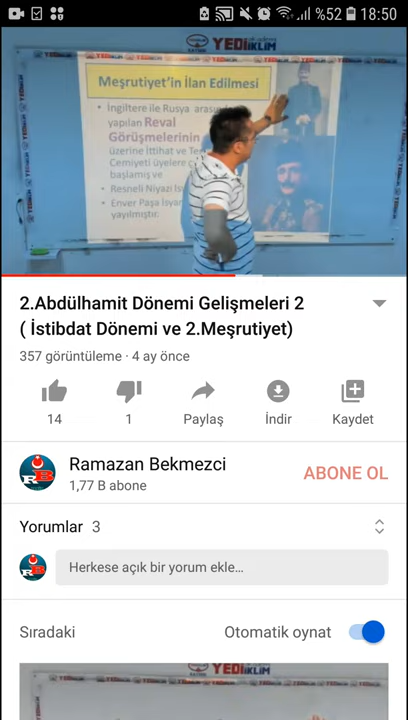 %52 18:50
YEDİİKLİM
Meşrutiyet'in İlan Edilmesi
• İngiltere ile Rusya
yapılan Reval
Görüşmelerinin
üzerine İttihat ve
Cemiyeti üyeleri
başlamış ve
• Resneli Niyazi
• Enver Paşa
yayılmıştır.
2.Abdülhamit Dönemi Gelişmeleri 2
( İstibdat Dönemi ve 2.Meşrutiyet)
357 görüntüleme · 4 ay önce
14 1 Paylaş İndir Kaydet
RB
Ramazan Bekmezci
1,77 B abone
ABONE OL
Yorumlar 3
RB
Herkese açık bir yorum ekle…
Sıradaki Otomatik oynat
YEDİİKLİM